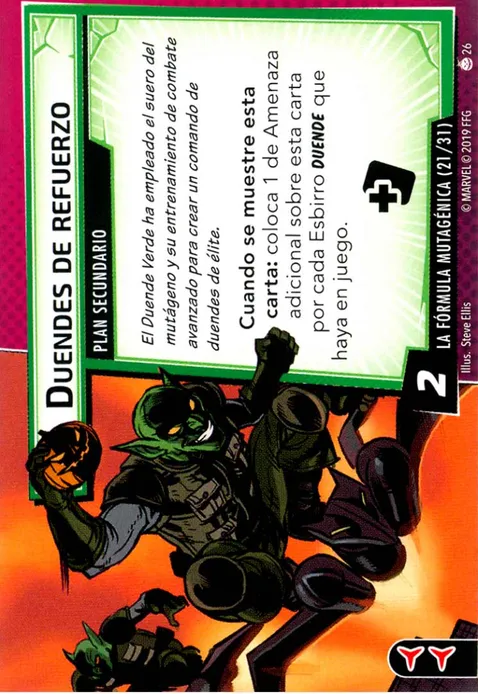 DUENDES DE REFUERZO
PLAN SECUNDARIO
El Duende Verde ha empleado el suero del
mutágeno y su entrenamiento de combate
avanzado para crear un comando de
duendes de élite.
Cuando se muestre esta
carta: coloca 1 de Amenaza
adicional sobre esta carta
por cada Esbirro DUENDE que
haya en juego.
2
LA FÓRMULA MUTAGÉNICA (21/31)
Illus. Steve Ellis
© MARVEL © 2019 FFG
26